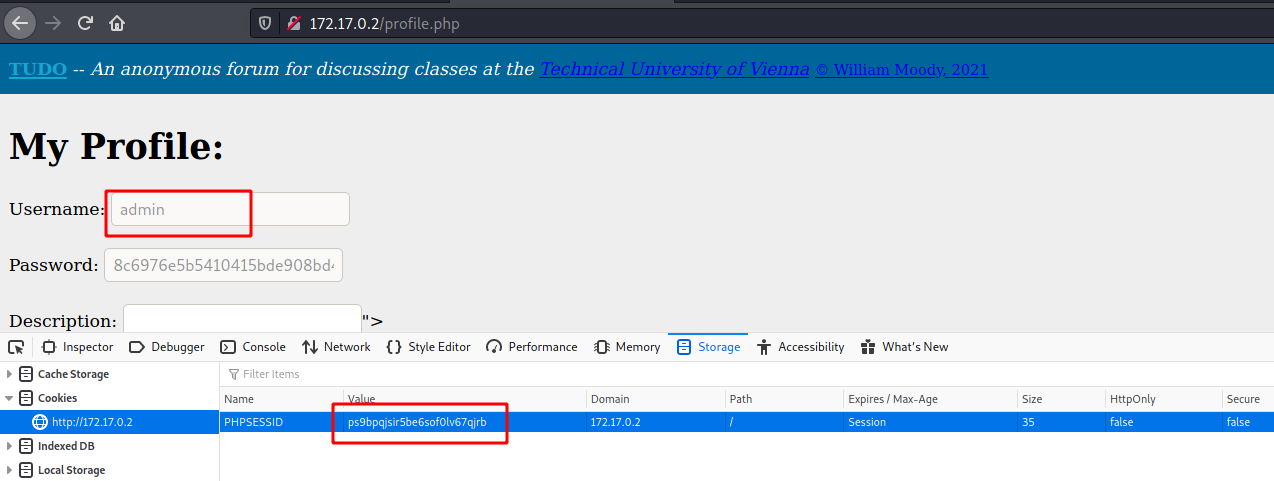 172.17.0.2/profile.php
TUDO -- An anonymous forum for discussing classes at the Technical University of Vienna © William Moody, 2021
My Profile:
Username: admin
Password: 8c6976e5b5410415bde908bd4
Description: ">
Inspector Debugger Console Network Style Editor Performance Memory Storage Accessibility What's New
Cache Storage
Cookies
http://172.17.0.2
Indexed DB
Local Storage
Filter Items
Name Value Domain Path Expires / Max-Age Size HttpOnly Secure
PHPSESSID ps9bpqjsir5be6sof0lv67qjrb 172.17.0.2 / Session 35 false false